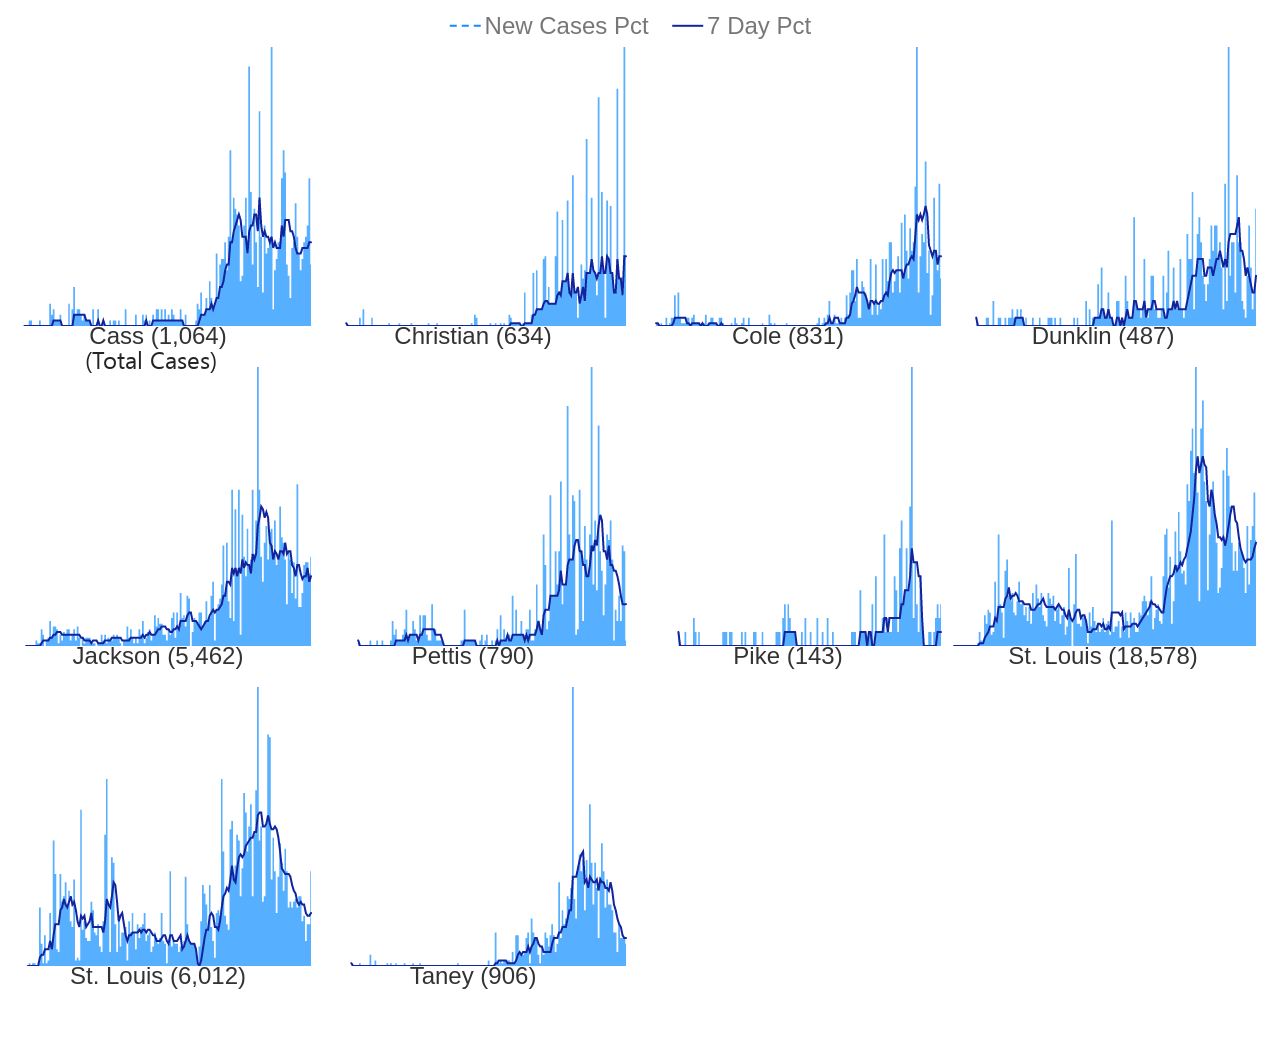 New Cases Pct 7 Day Pct
Cass (1,064)
(Total Cases)
Christian (634)
Cole (831)
Dunklin (487)
Jackson (5,462)
Pettis (790)
Pike (143)
St. Louis (18,578)
St. Louis (6,012)
Taney (906)